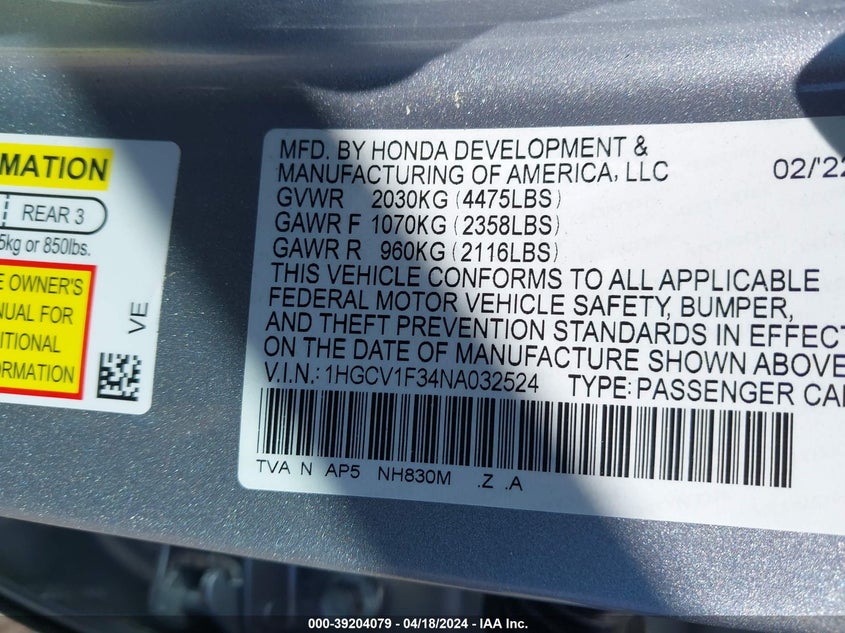 MATION
REAR 3
5kg or 850lbs.
E OWNER'S
NUAL FOR
ITIONAL
ORMATION
VE
MFD. BY HONDA DEVELOPMENT &
MANUFACTURING OF AMERICA, LLC 02/'22
GVWR 2030KG (4475LBS)
GAWR F 1070KG (2358LBS)
GAWR R 960KG (2116LBS)
THIS VEHICLE CONFORMS TO ALL APPLICABLE
FEDERAL MOTOR VEHICLE SAFETY, BUMPER,
AND THEFT PREVENTION STANDARDS IN EFFECT
ON THE DATE OF MANUFACTURE SHOWN ABOVE
V.I.N.: 1HGCV1F34NA032524 TYPE: PASSENGER CAR
TVA N AP5 NH830M .Z .A
000-39204079 - 04/18/2024 - IAA Inc.